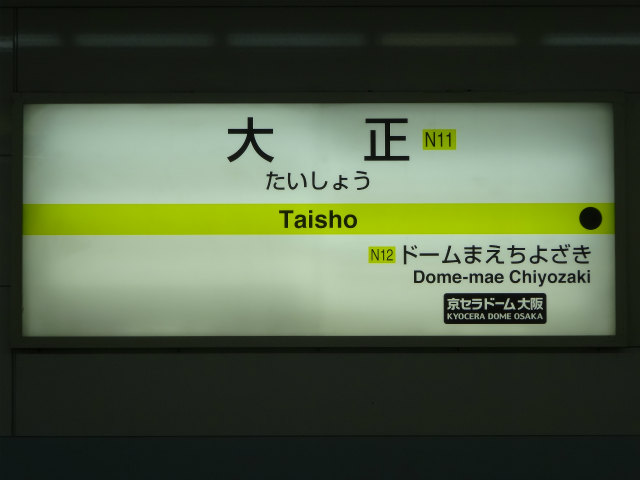 大 正 N11
たいしょう
Taisho
N12 ドームまえちよざき
Dome-mae Chiyozaki
京セラドーム大阪
KYOCERA DOME OSAKA